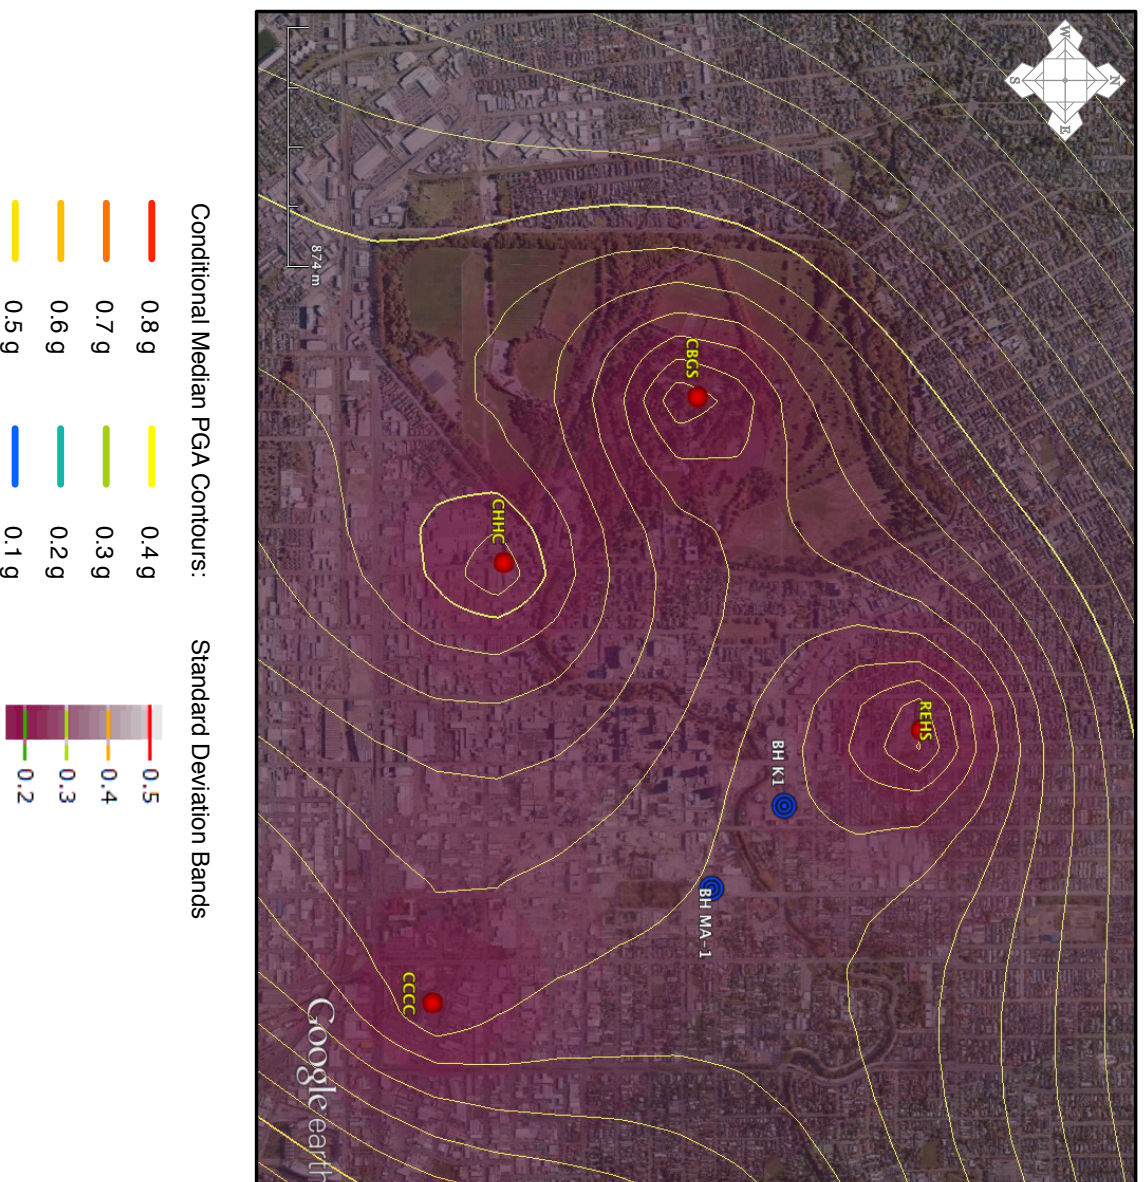 W
N
S
E
874 m
CBGS
CHHC
REHS
BH K1
BH MA-1
CCCC
Google earth
Conditional Median PGA Contours:
0.8 g
0.7 g
0.6 g
0.5 g
0.4 g
0.3 g
0.2 g
0.1 g
Standard Deviation Bands
0.5
0.4
0.3
0.2